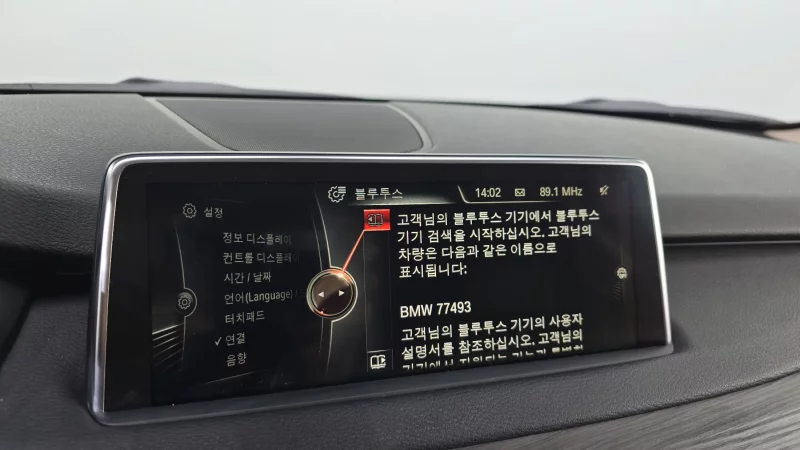 블루투스
14:02
89.1 MHz
설정
정보 디스플레이
컨트롤 디스플레이
시간 / 날짜
언어(Language)
터치패드
연결
음향
고객님의 블루투스 기기에서 블루투스
기기 검색을 시작하십시오. 고객님의
차량은 다음과 같은 이름으로
표시됩니다:
BMW 77493
고객님의 블루투스 기기의 사용자
설명서를 참조하십시오. 고객님의